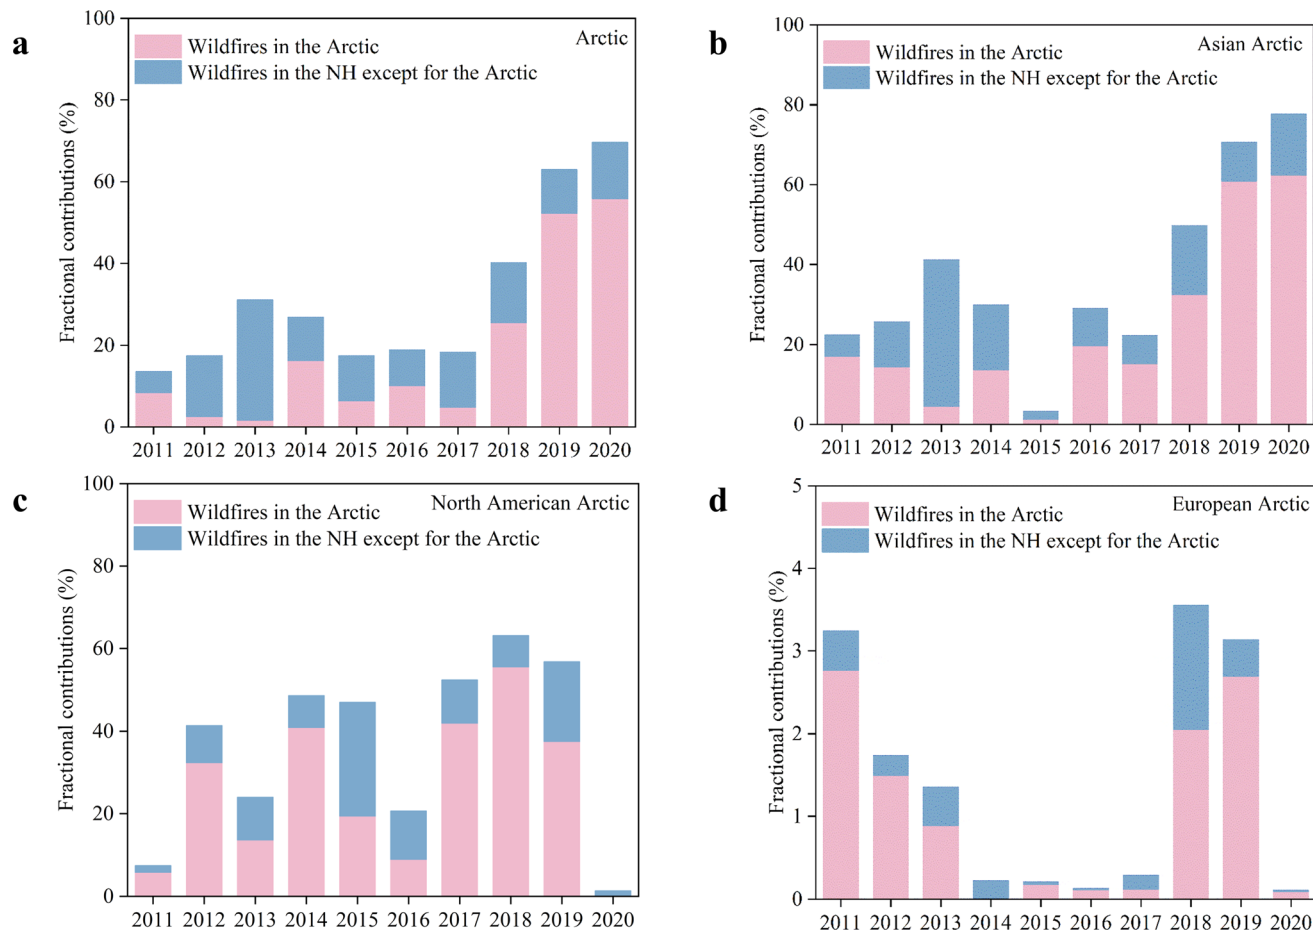 a
100
80
60
40
20
0
Fractional contributions (%)
Wildfires in the Arctic
Wildfires in the NH except for the Arctic
Arctic
2011 2012 2013 2014 2015 2016 2017 2018 2019 2020
b
100
80
60
40
20
0
Fractional contributions (%)
Wildfires in the Arctic
Wildfires in the NH except for the Arctic
Asian Arctic
2011 2012 2013 2014 2015 2016 2017 2018 2019 2020
c
100
80
60
40
20
0
Fractional contributions (%)
Wildfires in the Arctic
Wildfires in the NH except for the Arctic
North American Arctic
2011 2012 2013 2014 2015 2016 2017 2018 2019 2020
d
5
4
3
2
1
0
Fractional contributions (%)
Wildfires in the Arctic
Wildfires in the NH except for the Arctic
European Arctic
2011 2012 2013 2014 2015 2016 2017 2018 2019 2020